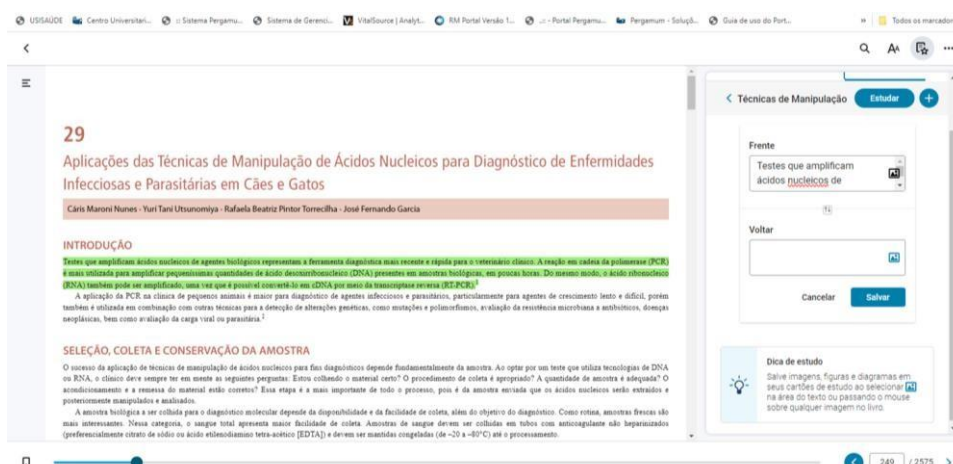 USISAÚDE Centro Universitari... :: Sistema Pergamu... Sistema de Gerenci... VitalSource | Analyt... RM Portal Versão 1... ..: - Portal Pergamu... Pergamum - Soluçõ... Guia de uso do Port... » Todos os marcador
29
Aplicações das Técnicas de Manipulação de Ácidos Nucleicos para Diagnóstico de Enfermidades
Infecciosas e Parasitárias em Cães e Gatos
Cáris Maroni Nunes · Yuri Tani Utsunomiya · Rafaela Beatriz Pintor Torrecilha · José Fernando Garcia
INTRODUÇÃO
Testes que amplificam ácidos nucleicos de agentes biológicos representam a ferramenta diagnóstica mais recente e rápida para o veterinário clínico. A reação em cadeia da polimerase (PCR)
é mais utilizada para amplificar pequeníssimas quantidades de ácido desoxirribonucleico (DNA) presentes em amostras biológicas, em poucas horas. Do mesmo modo, o ácido ribonucleico
(RNA) também pode ser amplificado, uma vez que é possível convertê-lo em cDNA por meio da transcriptase reversa (RT-PCR).1
A aplicação da PCR na clínica de pequenos animais é maior para diagnóstico de agentes infecciosos e parasitários, particularmente para agentes de crescimento lento e difícil, porém
também é utilizada em combinação com outras técnicas para a detecção de alterações genéticas, como mutações e polimorfismos, avaliação da resistência microbiana a antibióticos, doenças
neoplásicas, bem como avaliação da carga viral ou parasitária.2
SELEÇÃO, COLETA E CONSERVAÇÃO DA AMOSTRA
O sucesso da aplicação de técnicas de manipulação de ácidos nucleicos para fins diagnósticos depende fundamentalmente da amostra. Ao optar por um teste que utiliza tecnologias de DNA
ou RNA, o clínico deve sempre ter em mente as seguintes perguntas: Estou colhendo o material certo? O procedimento de coleta é apropriado? A quantidade de amostra é adequada? O
acondicionamento e a remessa do material estão corretos? Essa etapa é a mais importante de todo o processo, pois é da amostra enviada que os ácidos nucleicos serão extraídos e
posteriormente manipulados e analisados.
A amostra biológica a ser colhida para o diagnóstico molecular depende da disponibilidade e da facilidade de coleta, além do objetivo do diagnóstico. Como rotina, amostras frescas são
mais interessantes. Nessa categoria, o sangue total apresenta maior facilidade de coleta. Amostras de sangue devem ser colhidas em tubos com anticoagulante não heparinizados
(preferencialmente citrato de sódio ou ácido etilenodiamino tetra-acético [EDTA]) e devem ser mantidas congeladas (de −20 a −80°C) até o processamento.
Técnicas de Manipulação Estudar +
Frente
Testes que amplificam
ácidos nucleicos de
Voltar
Cancelar Salvar
Dica de estudo
Salve imagens, figuras e diagramas em
seus cartões de estudo ao selecionar
na área do texto ou passando o mouse
sobre qualquer imagem no livro.
249 / 2575